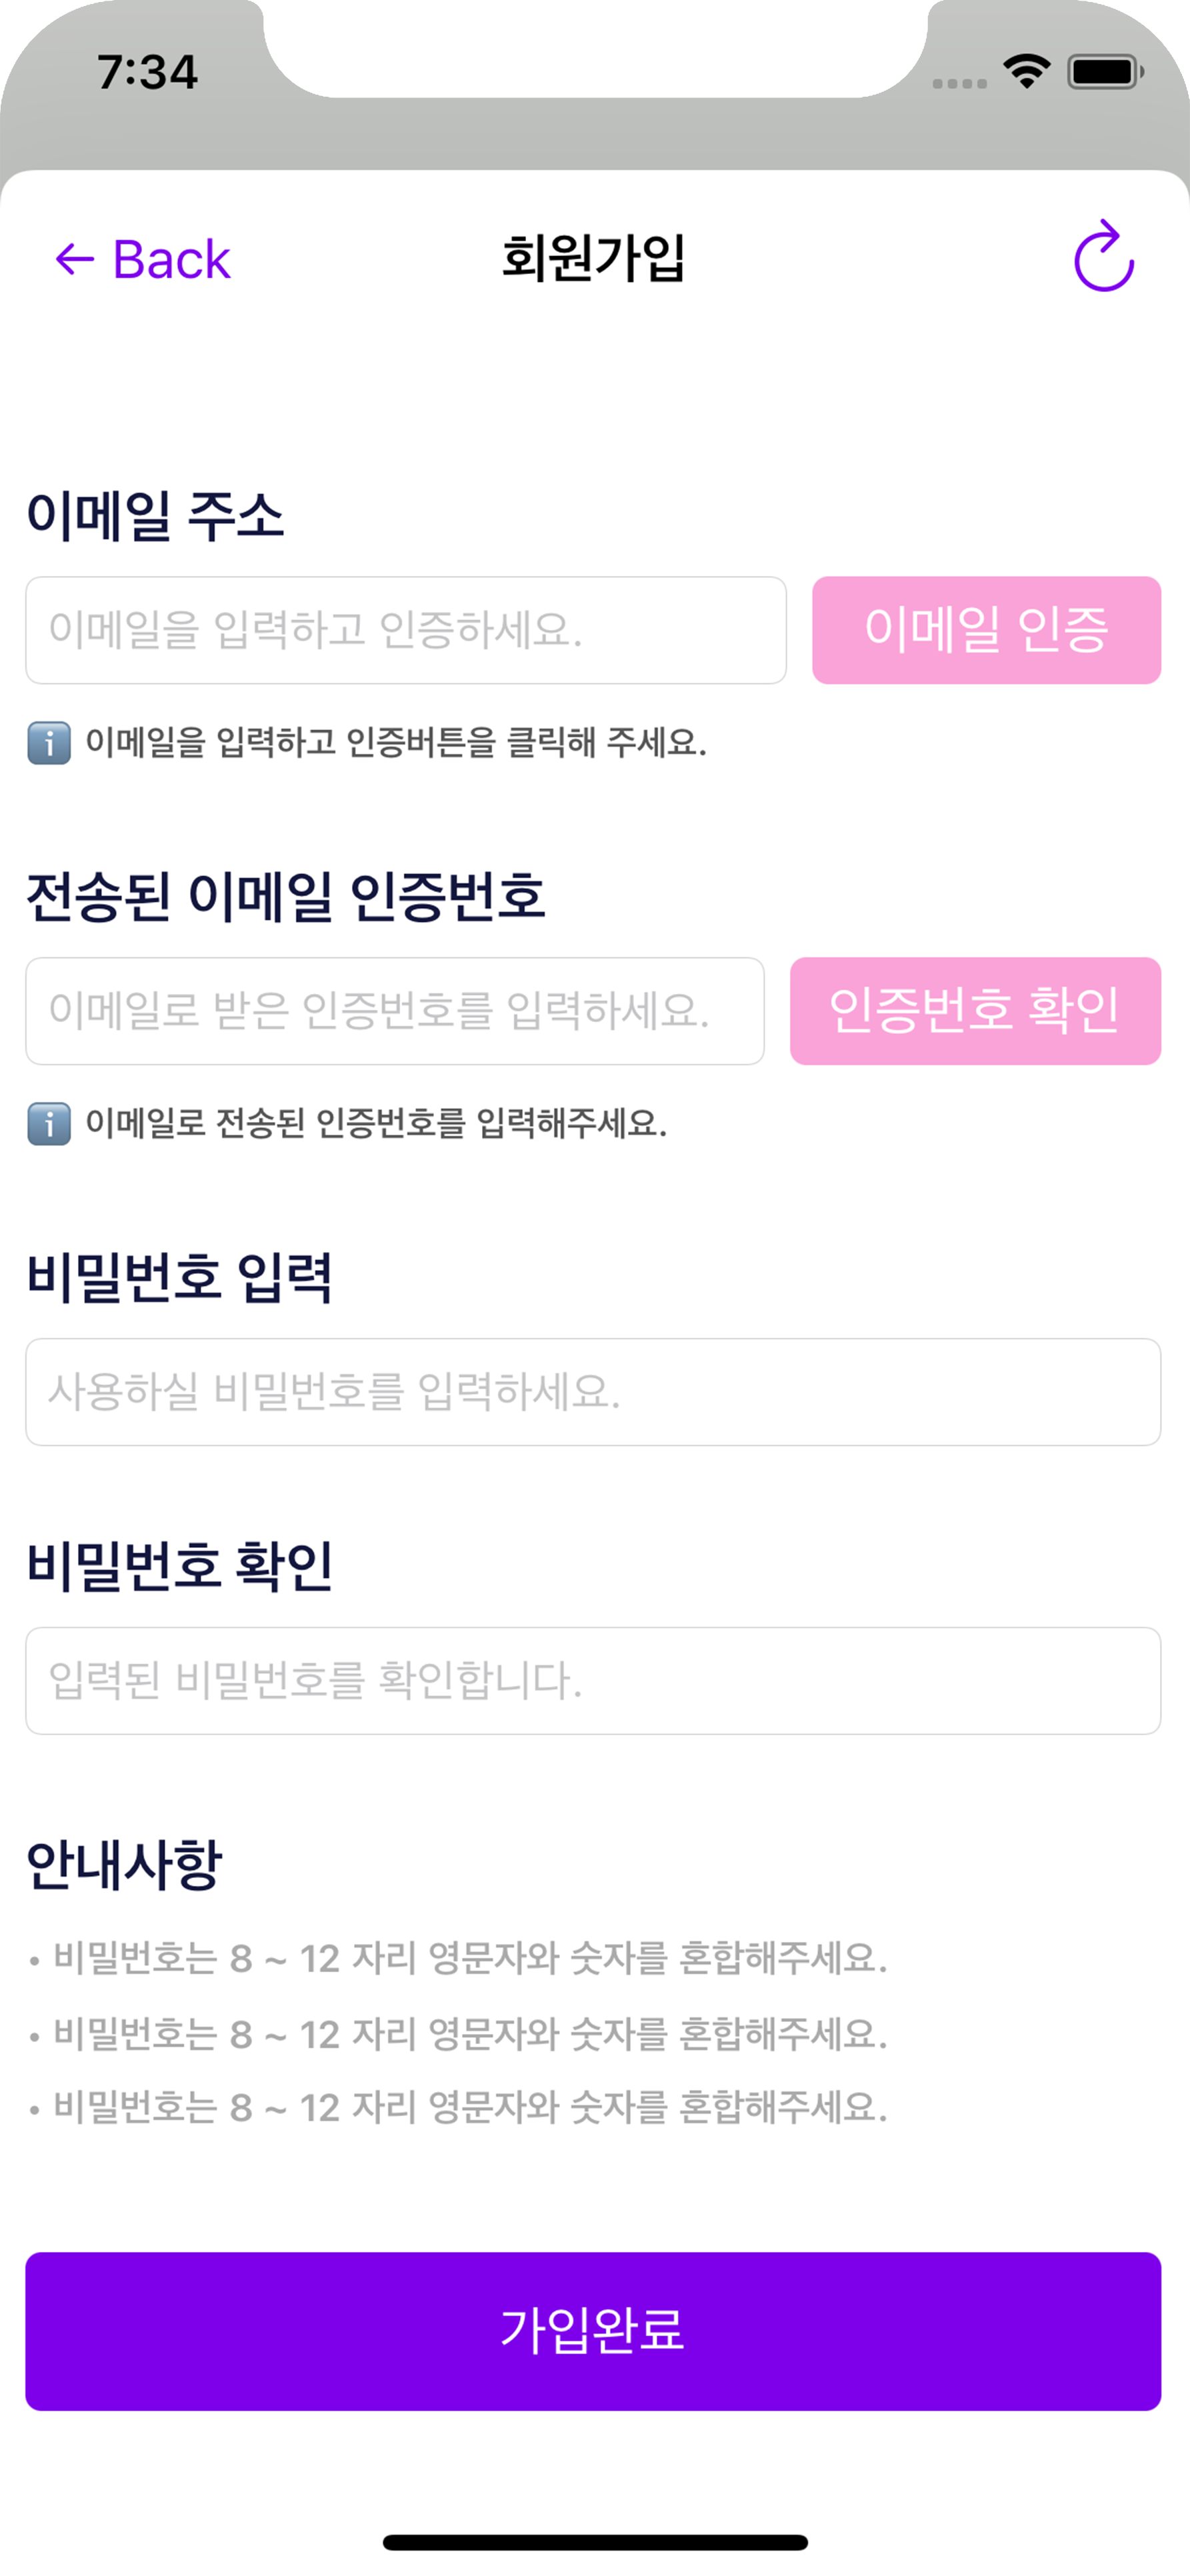 7:34
← Back
회원가입
이메일 주소
이메일을 입력하고 인증하세요.
이메일 인증
ℹ️ 이메일을 입력하고 인증버튼을 클릭해 주세요.
전송된 이메일 인증번호
이메일로 받은 인증번호를 입력하세요.
인증번호 확인
ℹ️ 이메일로 전송된 인증번호를 입력해주세요.
비밀번호 입력
사용하실 비밀번호를 입력하세요.
비밀번호 확인
입력된 비밀번호를 확인합니다.
안내사항
• 비밀번호는 8 ~ 12 자리 영문자와 숫자를 혼합해주세요.
• 비밀번호는 8 ~ 12 자리 영문자와 숫자를 혼합해주세요.
• 비밀번호는 8 ~ 12 자리 영문자와 숫자를 혼합해주세요.
가입완료